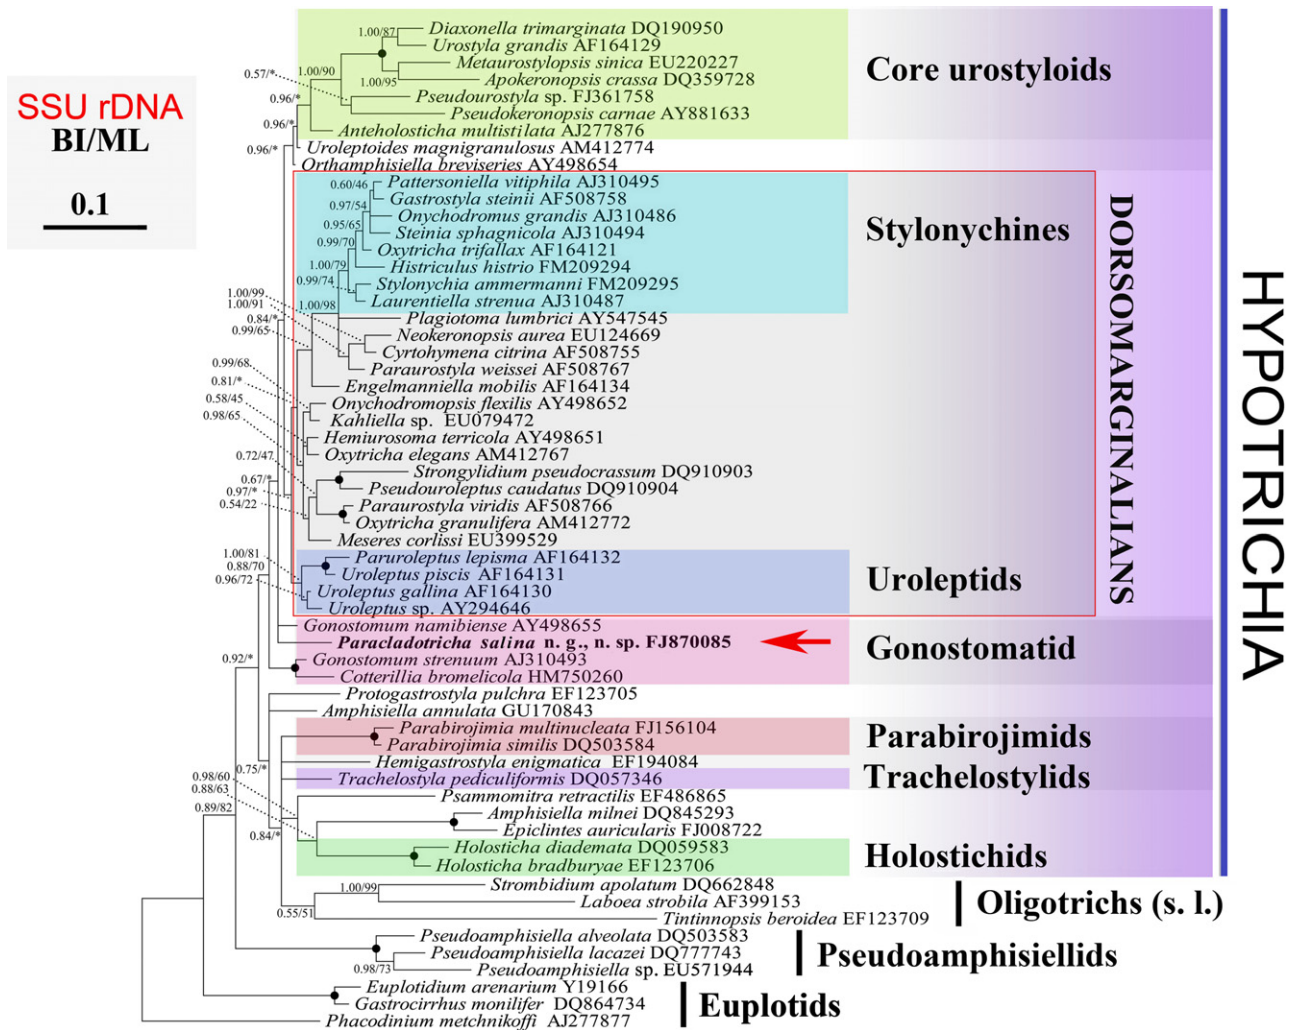 SSU rDNA
BI/ML
0.1
Diaxonella trimarginata DQ190950
Urostyla grandis AF164129
Metaurostylopsis sinica EU220227
Apokeronopsis crassa DQ359728
Pseudourostyla sp. FJ361758
Pseudokeronopsis carnae AY881633
Anteholosticha multistilata AJ277876
Uroleptoides magnigranulosus AM412774
Orthamphisiella breviseries AY498654
Pattersoniella vitiphila AJ310495
Gastrostyla steinii AF508758
Onychodromus grandis AJ310486
Steinia sphagnicola AJ310494
Oxytricha trifallax AF164121
Histriculus histrio FM209294
Stylonychia ammermanni FM209295
Laurentiella strenua AJ310487
Plagiotoma lumbrici AY547545
Neokeronopsis aurea EU124669
Cyrtohymena citrina AF508755
Paraurostyla weissei AF508767
Engelmanniella mobilis AF164134
Onychodromopsis flexilis AY498652
Kahliella sp. EU079472
Hemiurosoma terricola AY498651
Oxytricha elegans AM412767
Strongylidium pseudocrassum DQ910903
Pseudouroleptus caudatus DQ910904
Paraurostyla viridis AF508766
Oxytricha granulifera AM412772
Meseres corlissi EU399529
Paruroleptus lepisma AF164132
Uroleptus piscis AF164131
Uroleptus gallina AF164130
Uroleptus sp. AY294646
Gonostomum namibiense AY498655
Paracladotricha salina n. g., n. sp. FJ870085
Gonostomum strenuum AJ310493
Cotterillia bromelicola HM750260
Protogastrostyla pulchra EF123705
Amphisiella annulata GU170843
Parabirojimia multinucleata FJ156104
Parabirojimia similis DQ503584
Hemigastrostyla enigmatica EF194084
Trachelostyla pediculiformis DQ057346
Psammomitra retractilis EF486865
Amphisiella milnei DQ845293
Epiclintes auricularis FJ008722
Holosticha diademata DQ059583
Holosticha bradburyae EF123706
Strombidium apolatum DQ662848
Laboea strobila AF399153
Tintinnopsis beroidea EF123709
Pseudoamphisiella alveolata DQ503583
Pseudoamphisiella lacazei DQ777743
Pseudoamphisiella sp. EU571944
Euplotidium arenarium Y19166
Gastrocirrhus monilifer DQ864734
Phacodinium metchnikoffi AJ277877
1.00/87
1.00/90
0.57/*
1.00/95
0.96/*
0.96/*
0.96/*
0.60/46
0.97/54
0.95/65
0.99/70
1.00/79
0.99/74
1.00/99
1.00/91
1.00/98
0.84/*
0.99/65
0.99/68
0.81/*
0.58/45
0.98/65
0.72/47
0.67/*
0.97/*
0.54/22
1.00/81
0.88/70
0.96/72
0.92/*
0.75/*
0.98/60
0.88/63
0.89/82
0.84/*
1.00/99
0.55/51
0.98/73
Core urostyloids
Stylonychines
Uroleptids
Gonostomatid
Parabirojimids
Trachelostylids
Holostichids
Oligotrichs (s. l.)
Pseudoamphisiellids
Euplotids
DORSOMARGINALIANS
HYPOTRICHIA